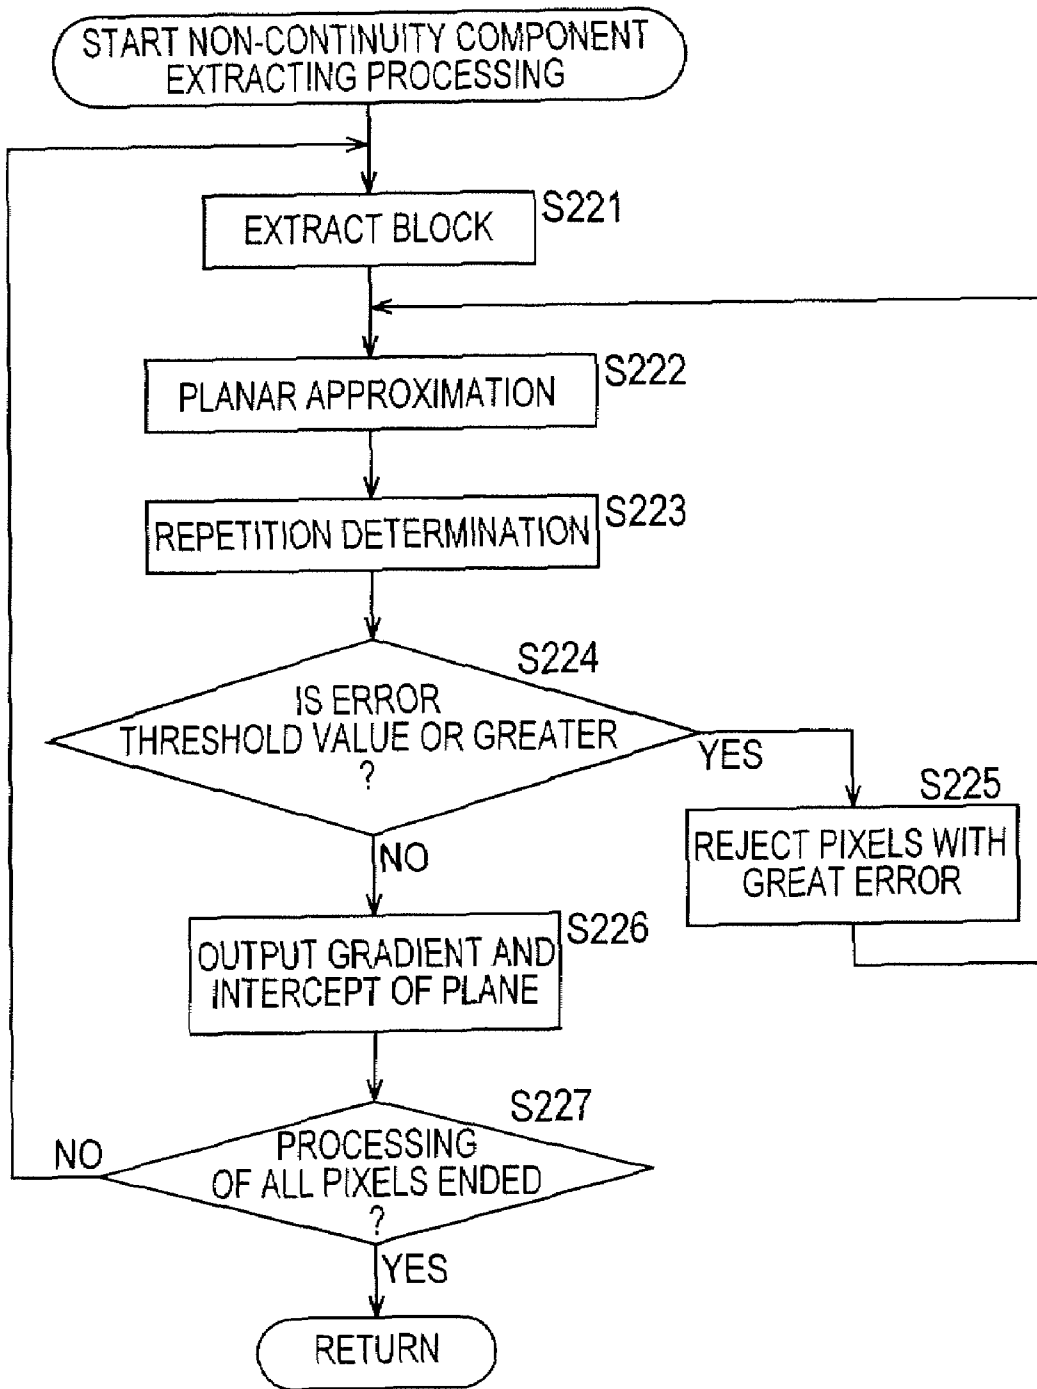 START NON-CONTINUITY COMPONENT
EXTRACTING PROCESSING
S221
EXTRACT BLOCK
S222
PLANAR APPROXIMATION
S223
REPETITION DETERMINATION
S224
IS ERROR
THRESHOLD VALUE OR GREATER
?
YES
S225
REJECT PIXELS WITH
GREAT ERROR
NO
S226
OUTPUT GRADIENT AND
INTERCEPT OF PLANE
S227
PROCESSING
OF ALL PIXELS ENDED
?
NO
YES
RETURN